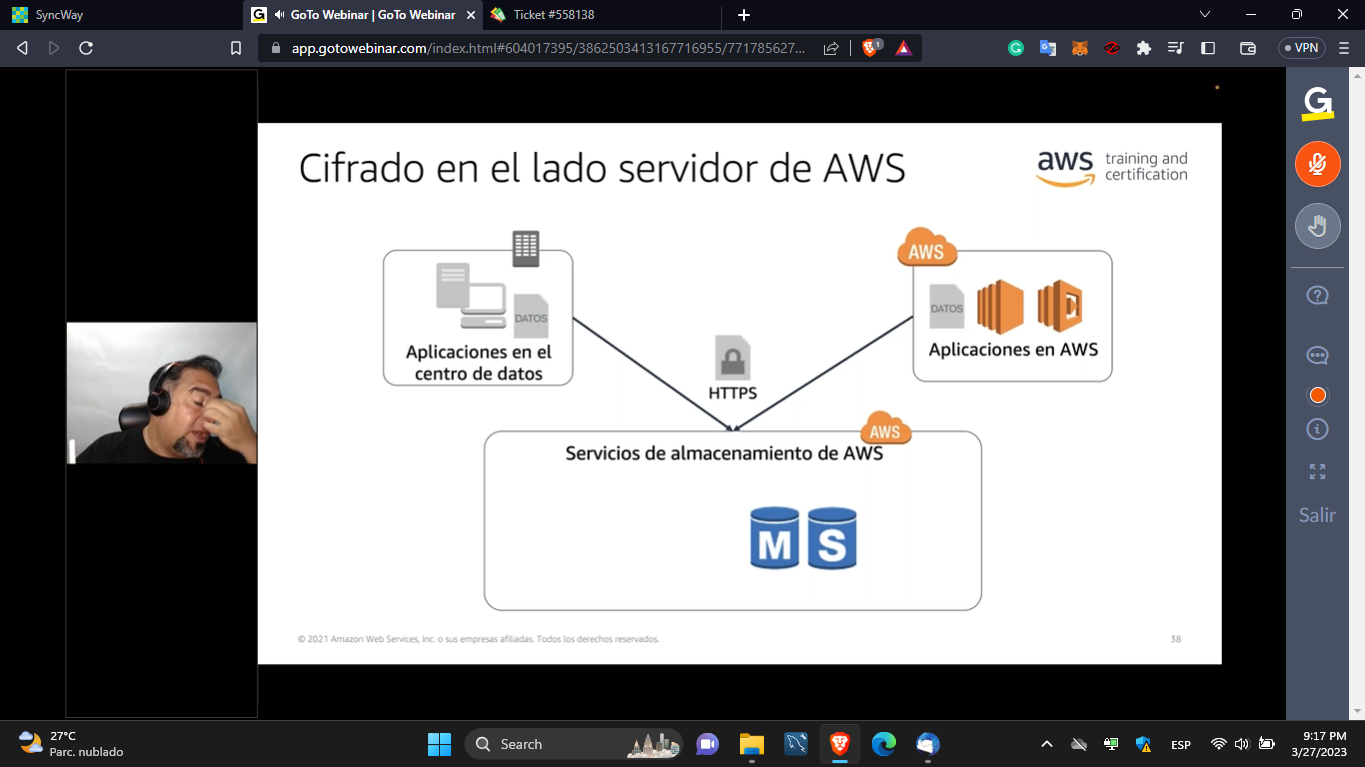 SyncWay
GoTo Webinar | GoTo Webinar
Ticket #558138
app.gotowebinar.com/index.html#604017395/3862503413167716955/771785627...
1
VPN
Cifrado en el lado servidor de AWS
aws training and
certification
AWS
DATOS
DATOS
Aplicaciones en el
centro de datos
Aplicaciones en AWS
HTTPS
AWS
Servicios de almacenamiento de AWS
M S
© 2021 Amazon Web Services, Inc. o sus empresas afiliadas. Todos los derechos reservados.
38
G
Salir
27°C
Parc. nublado
Search
ESP
9:17 PM
3/27/2023